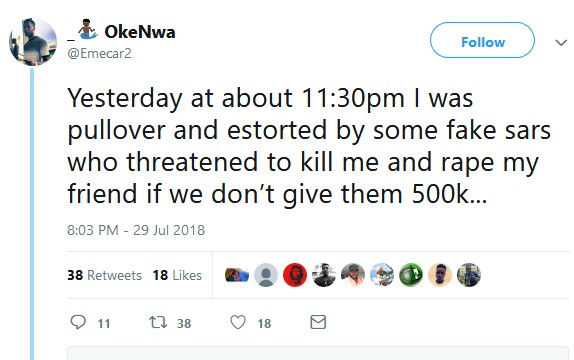 _ OkeNwa
@Emecar2
Follow
Yesterday at about 11:30pm I was
pullover and estorted by some fake sars
who threatened to kill me and rape my
friend if we don't give them 500k...
8:03 PM - 29 Jul 2018
38 Retweets 18 Likes
11 38 18